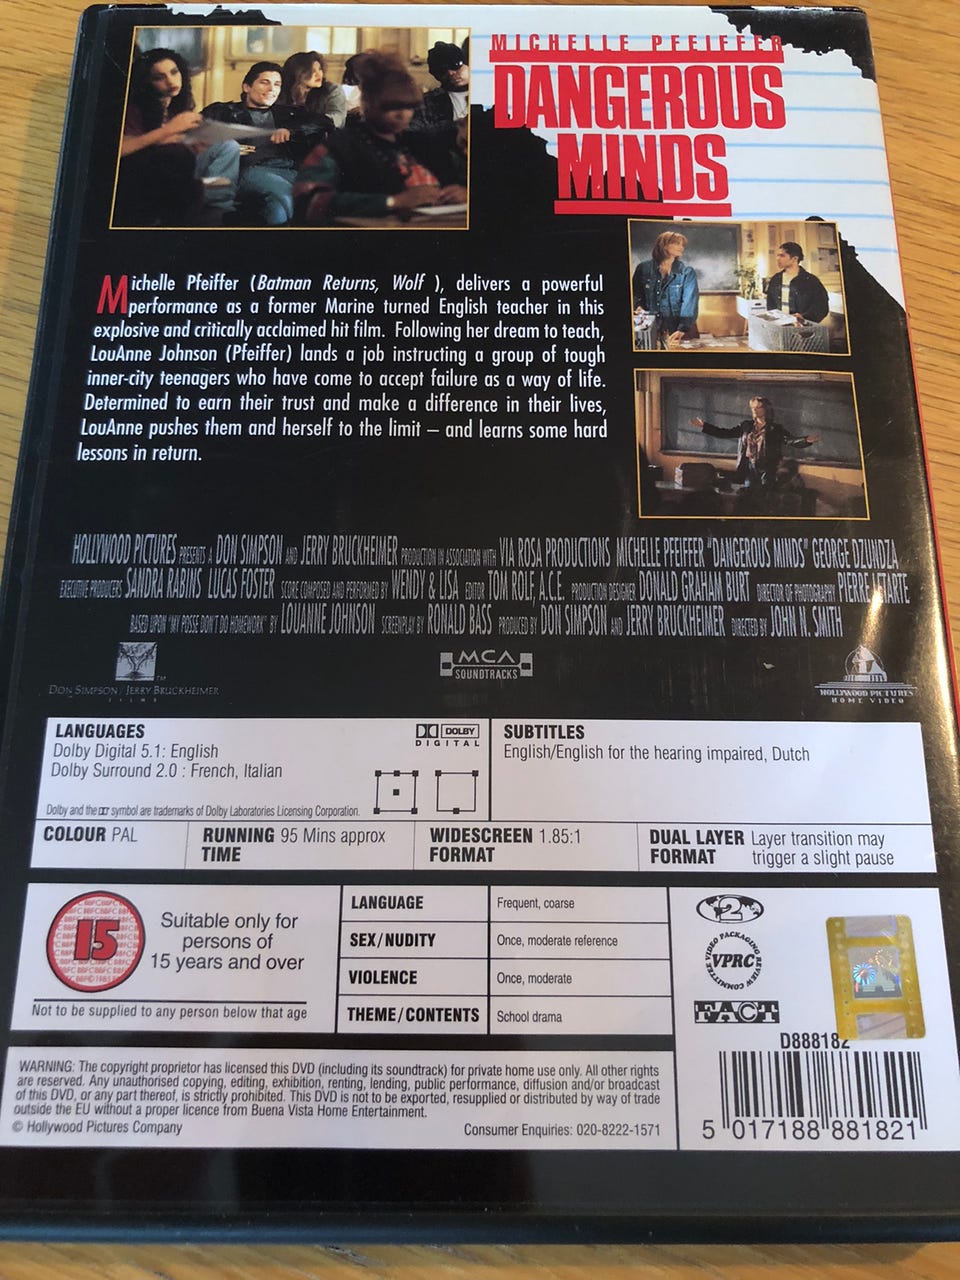 MICHELLE PFEIFFER
DANGEROUS
MINDS
Michelle Pfeiffer (Batman Returns, Wolf ), delivers a powerful
performance as a former Marine turned English teacher in this
explosive and critically acclaimed hit film. Following her dream to teach,
LouAnne Johnson (Pfeiffer) lands a job instructing a group of tough
inner-city teenagers who have come to accept failure as a way of life.
Determined to earn their trust and make a difference in their lives,
LouAnne pushes them and herself to the limit – and learns some hard
lessons in return.
HOLLYWOOD PICTURES PRESENTS A DON SIMPSON AND JERRY BRUCKHEIMER PRODUCTION IN ASSOCIATION WITH VIA ROSA PRODUCTIONS MICHELLE PFEIFFER "DANGEROUS MINDS" GEORGE DZUNDZA
EXECUTIVE PRODUCERS SANDRA RABINS LUCAS FOSTER SCORE COMPOSED AND PERFORMED BY WENDY & LISA EDITOR TOM ROLF, A.C.E. PRODUCTION DESIGNER DONALD GRAHAM BURT DIRECTOR OF PHOTOGRAPHY PIERRE LETARTE
BASED UPON "MY POSSE DON'T DO HOMEWORK" BY LOUANNE JOHNSON SCREENPLAY BY RONALD BASS PRODUCED BY DON SIMPSON AND JERRY BRUCKHEIMER DIRECTED BY JOHN N. SMITH
DON SIMPSON / JERRY BRUCKHEIMER
FILMS
TM
MCA
SOUNDTRACKS
HOLLYWOOD PICTURES
HOME VIDEO
LANGUAGES
Dolby Digital 5.1: English
Dolby Surround 2.0 : French, Italian
DOLBY
DIGITAL
Dolby and the symbol are trademarks of Dolby Laboratories Licensing Corporation.
SUBTITLES
English/English for the hearing impaired, Dutch
COLOUR PAL
RUNNING TIME 95 Mins approx
WIDESCREEN FORMAT 1.85:1
DUAL LAYER FORMAT Layer transition may
trigger a slight pause
15
Suitable only for
persons of
15 years and over
Not to be supplied to any person below that age
LANGUAGE Frequent, coarse
SEX/NUDITY Once, moderate reference
VIOLENCE Once, moderate
THEME/CONTENTS School drama
2
VIDEO PACKAGING REVIEW COMMITTEE
VPRC
FACT
D888182
5 017188 881821
WARNING: The copyright proprietor has licensed this DVD (including its soundtrack) for private home use only. All other rights
are reserved. Any unauthorised copying, editing, exhibition, renting, lending, public performance, diffusion and/or broadcast
of this DVD, or any part thereof, is strictly prohibited. This DVD is not to be exported, resupplied or distributed by way of trade
outside the EU without a proper licence from Buena Vista Home Entertainment.
© Hollywood Pictures Company
Consumer Enquiries: 020-8222-1571